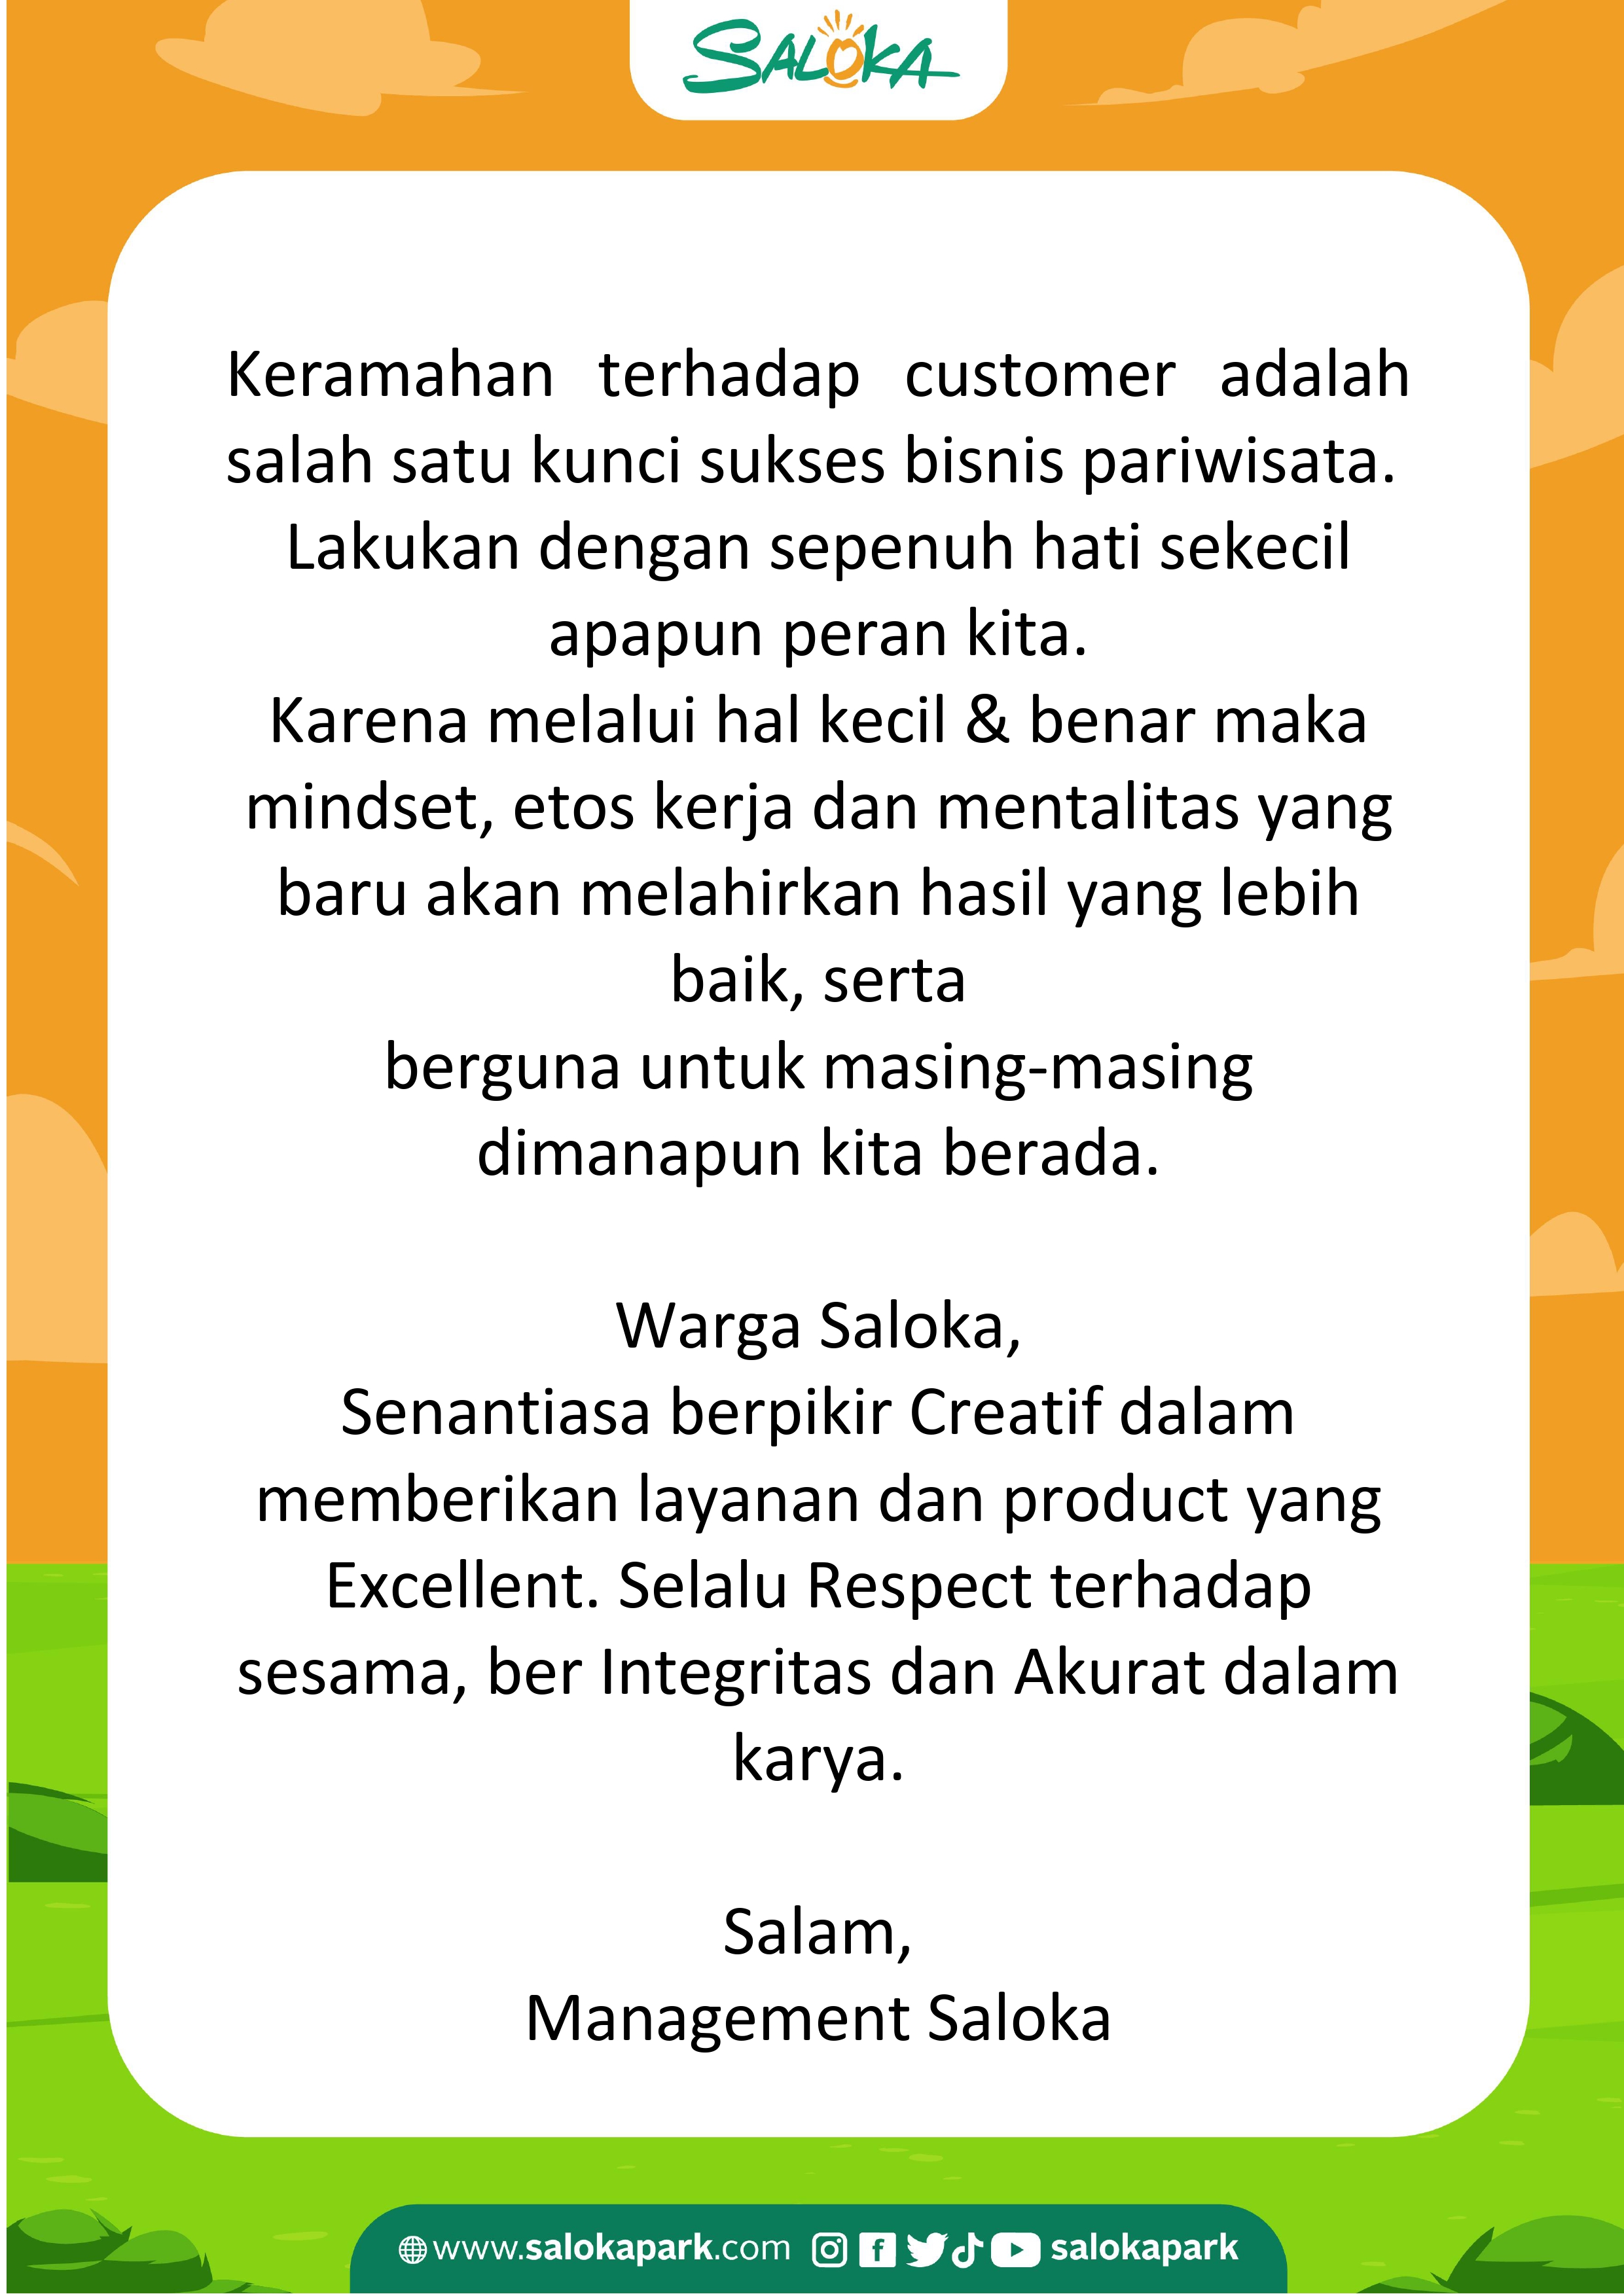 SALOKA
Keramahan terhadap customer adalah
salah satu kunci sukses bisnis pariwisata.
Lakukan dengan sepenuh hati sekecil
apapun peran kita.
Karena melalui hal kecil & benar maka
mindset, etos kerja dan mentalitas yang
baru akan melahirkan hasil yang lebih
baik, serta
berguna untuk masing-masing
dimanapun kita berada.
Warga Saloka,
Senantiasa berpikir Creatif dalam
memberikan layanan dan product yang
Excellent. Selalu Respect terhadap
sesama, ber Integritas dan Akurat dalam
karya.
Salam,
Management Saloka
www.salokapark.com salokapark